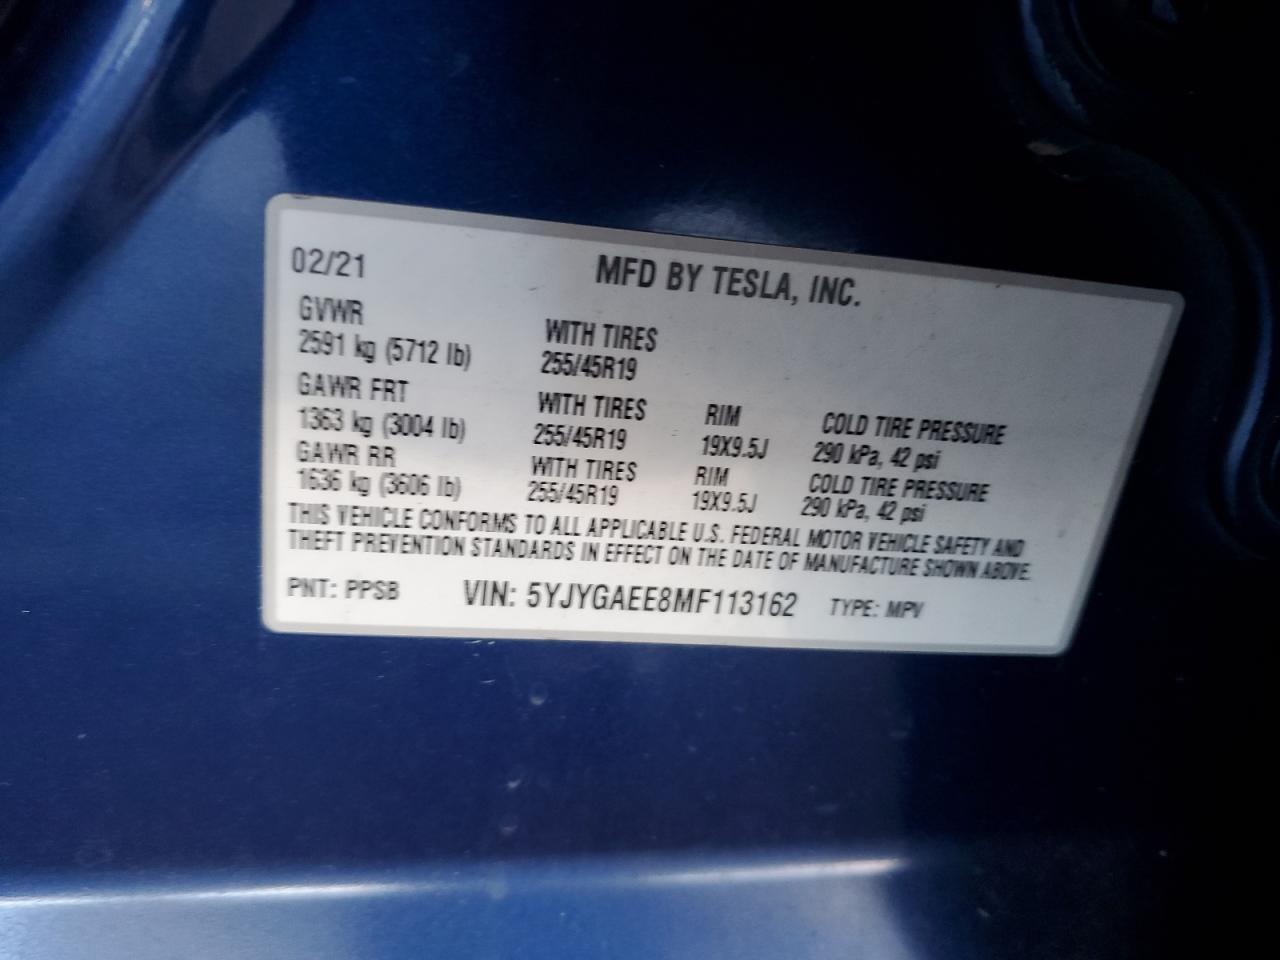 02/21 MFD BY TESLA, INC.
GVWR WITH TIRES
2591 kg (5712 lb) 255/45R19
GAWR FRT WITH TIRES RIM COLD TIRE PRESSURE
1363 kg (3004 lb) 255/45R19 19X9.5J 290 kPa, 42 psi
GAWR RR WITH TIRES RIM COLD TIRE PRESSURE
1636 kg (3606 lb) 255/45R19 19X9.5J 290 kPa, 42 psi
THIS VEHICLE CONFORMS TO ALL APPLICABLE U.S. FEDERAL MOTOR VEHICLE SAFETY AND
THEFT PREVENTION STANDARDS IN EFFECT ON THE DATE OF MANUFACTURE SHOWN ABOVE.
PNT: PPSB VIN: 5YJYGAEE8MF113162 TYPE: MPV